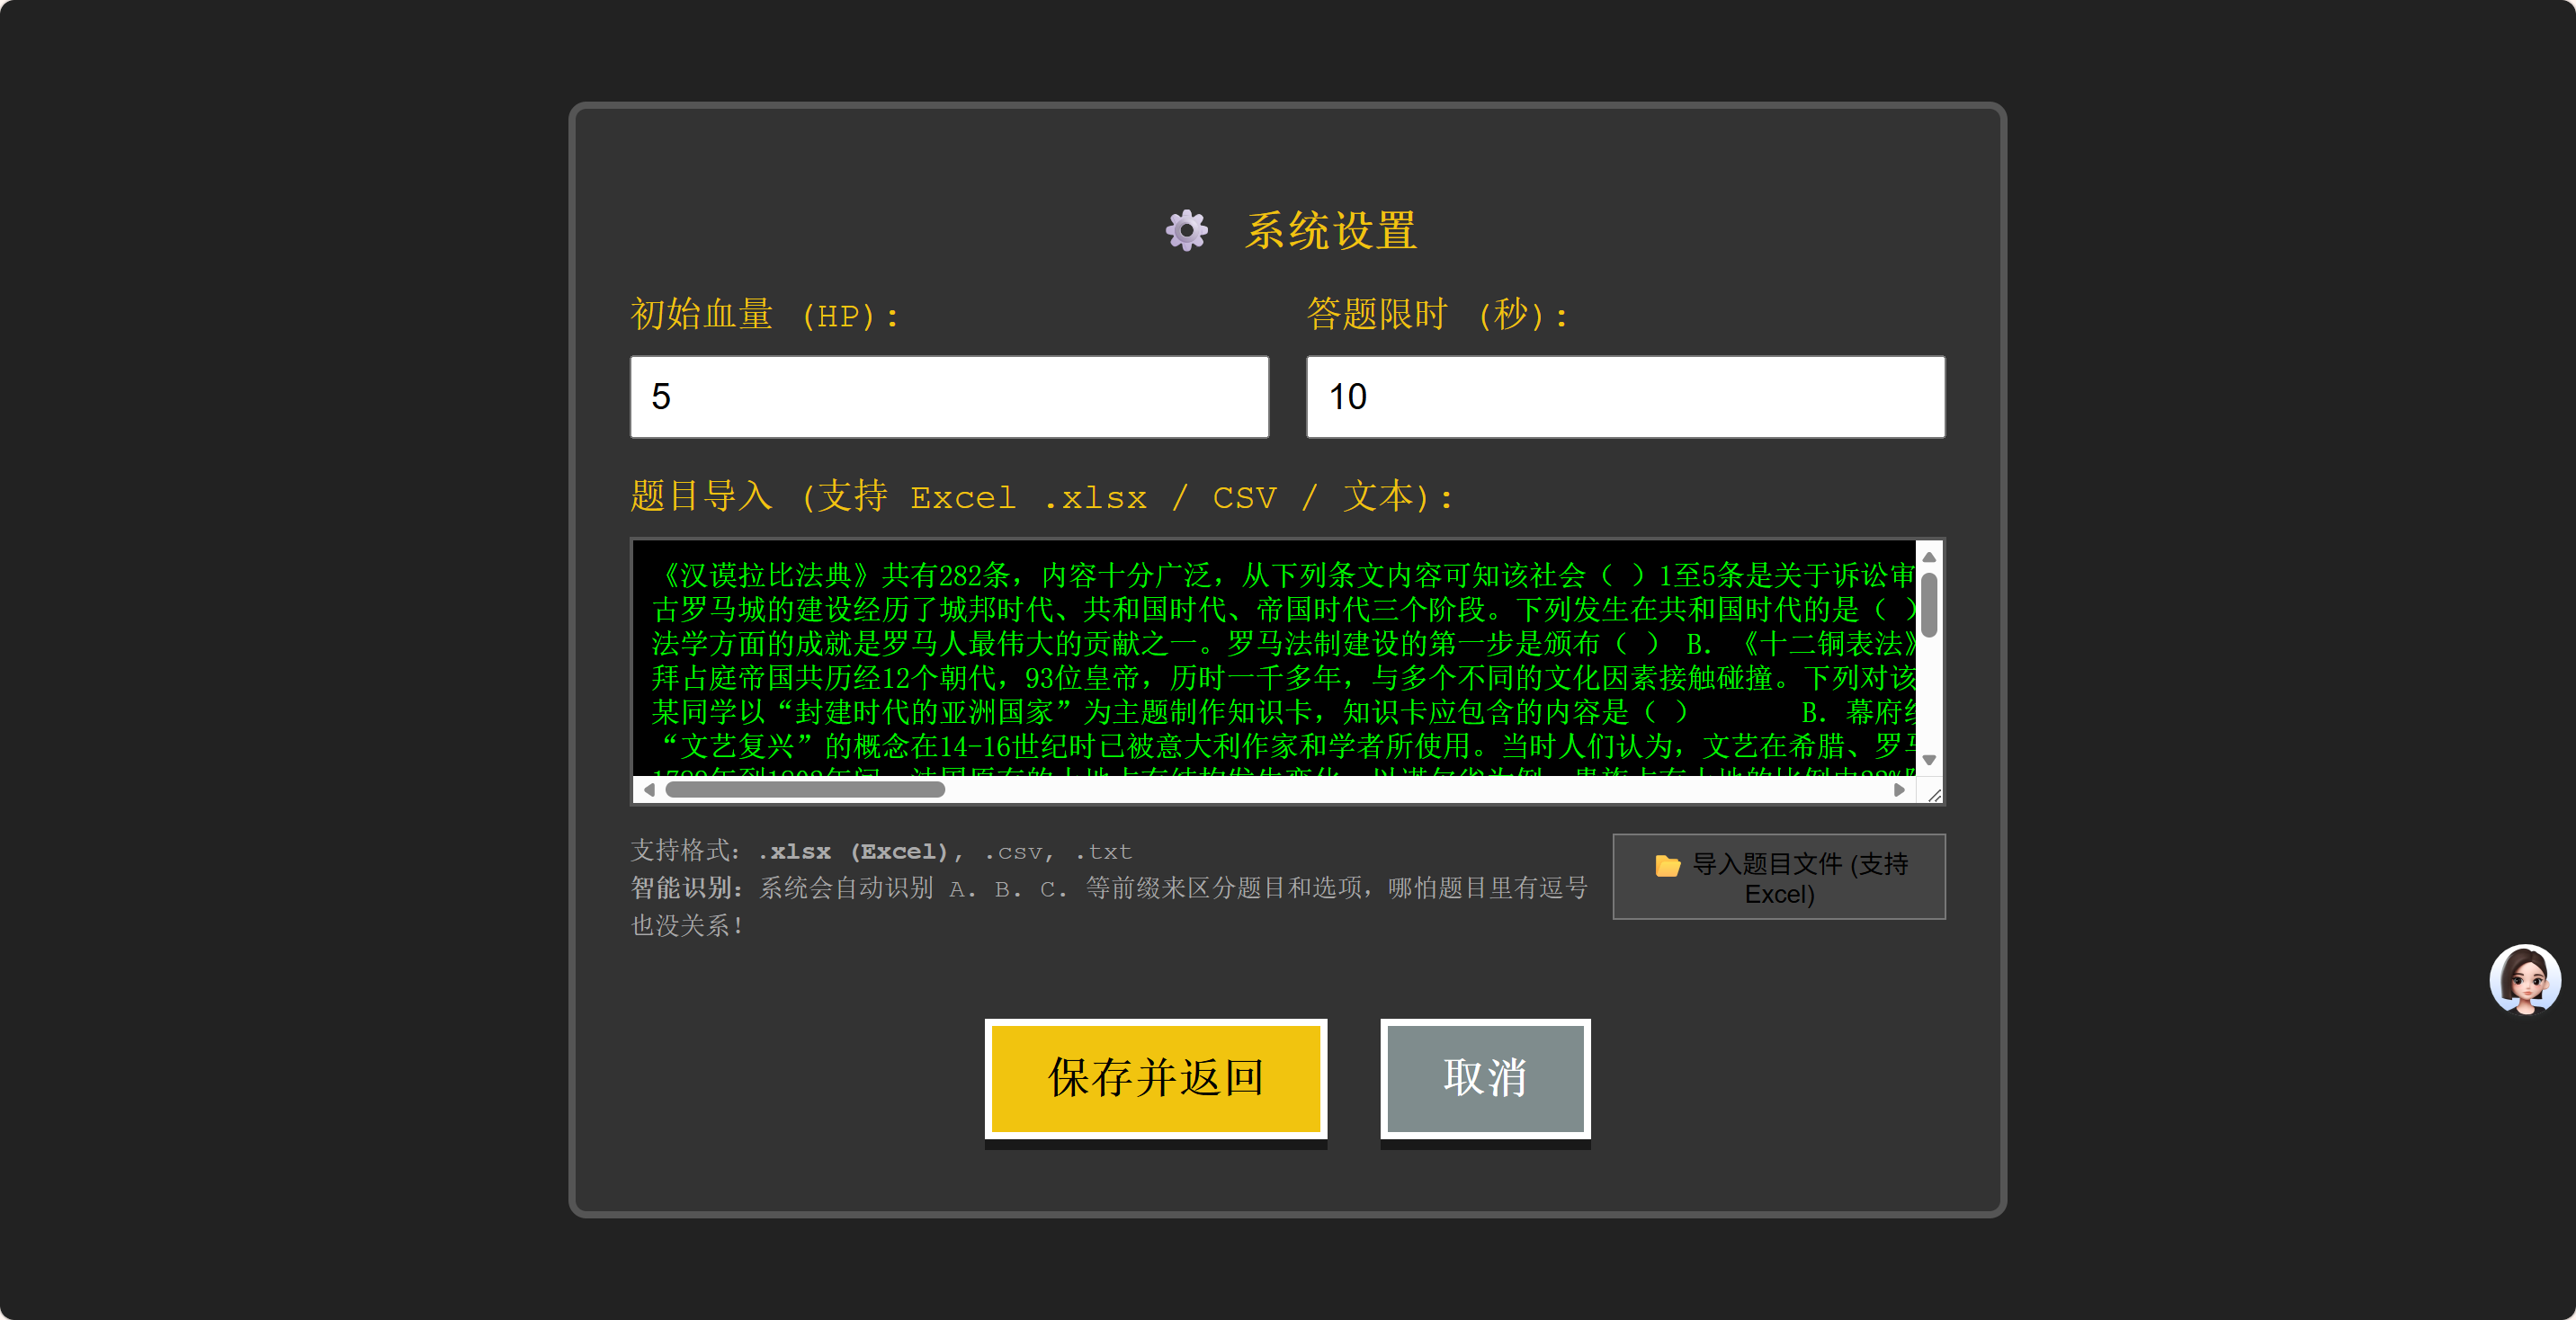 系统设置
初始血量 (HP):
答题限时 (秒):
5
10
题目导入 (支持 Excel .xlsx / CSV / 文本):
《汉谟拉比法典》共有282条，内容十分广泛，从下列条文内容可知该社会（ ）1至5条是关于诉讼审
古罗马城的建设经历了城邦时代、共和国时代、帝国时代三个阶段。下列发生在共和国时代的是（ ）
法学方面的成就是罗马人最伟大的贡献之一。罗马法制建设的第一步是颁布（ ） B. 《十二铜表法》
拜占庭帝国共历经12个朝代，93位皇帝，历时一千多年，与多个不同的文化因素接触碰撞。下列对该
某同学以“封建时代的亚洲国家”为主题制作知识卡，知识卡应包含的内容是（ ） B. 幕府
“文艺复兴”的概念在14-16世纪时已被意大利作家和学者所使用。当时人们认为，文艺在希腊、罗马
支持格式: .xlsx (Excel), .csv, .txt
智能识别: 系统会自动识别 A. B. C. 等前缀来区分题目和选项，哪怕题目里有逗号
也没关系！
导入题目文件 (支持
Excel)
保存并返回
取消